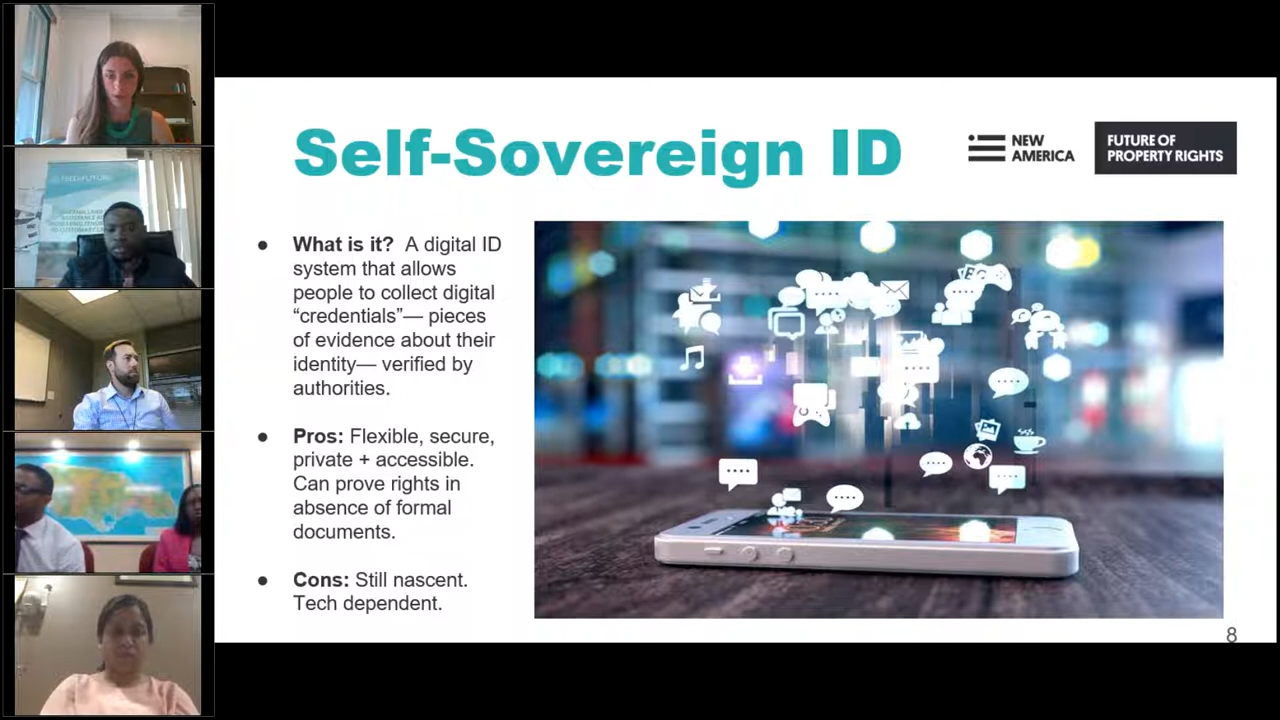 Self-Sovereign ID
NEW
AMERICA
FUTURE OF
PROPERTY RIGHTS
● What is it? A digital ID
system that allows
people to collect digital
“credentials”— pieces
of evidence about their
identity— verified by
authorities.
● Pros: Flexible, secure,
private + accessible.
Can prove rights in
absence of formal
documents.
● Cons: Still nascent.
Tech dependent.
8